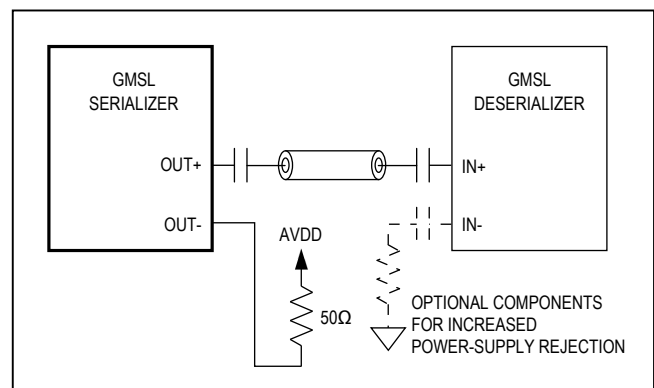 GMSL
SERIALIZER
GMSL
DESERIALIZER
OUT+
IN+
OUT-
AVDD
IN-
50Ω
OPTIONAL COMPONENTS
FOR INCREASED
POWER-SUPPLY REJECTION